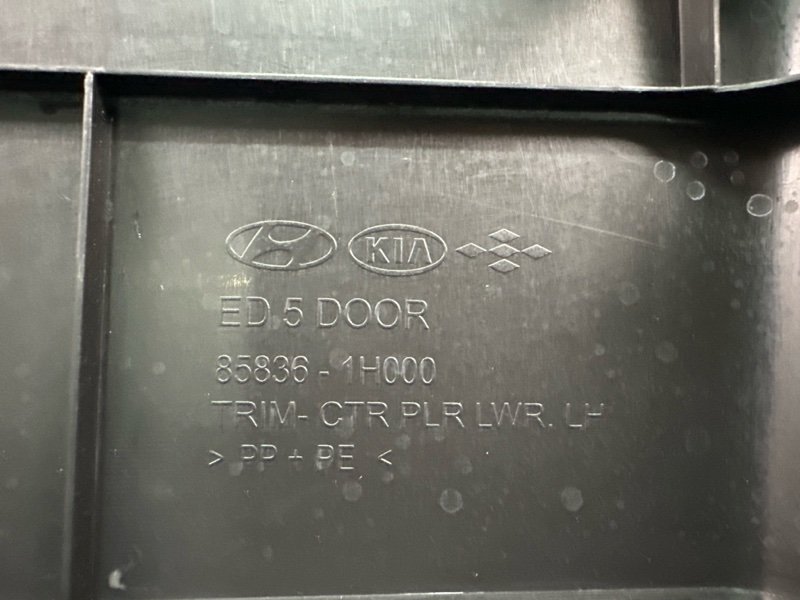 KIA
ED 5 DOOR
85836 - 1H000
TRIM- CTR PLR LWR. LH
> PP + PE <